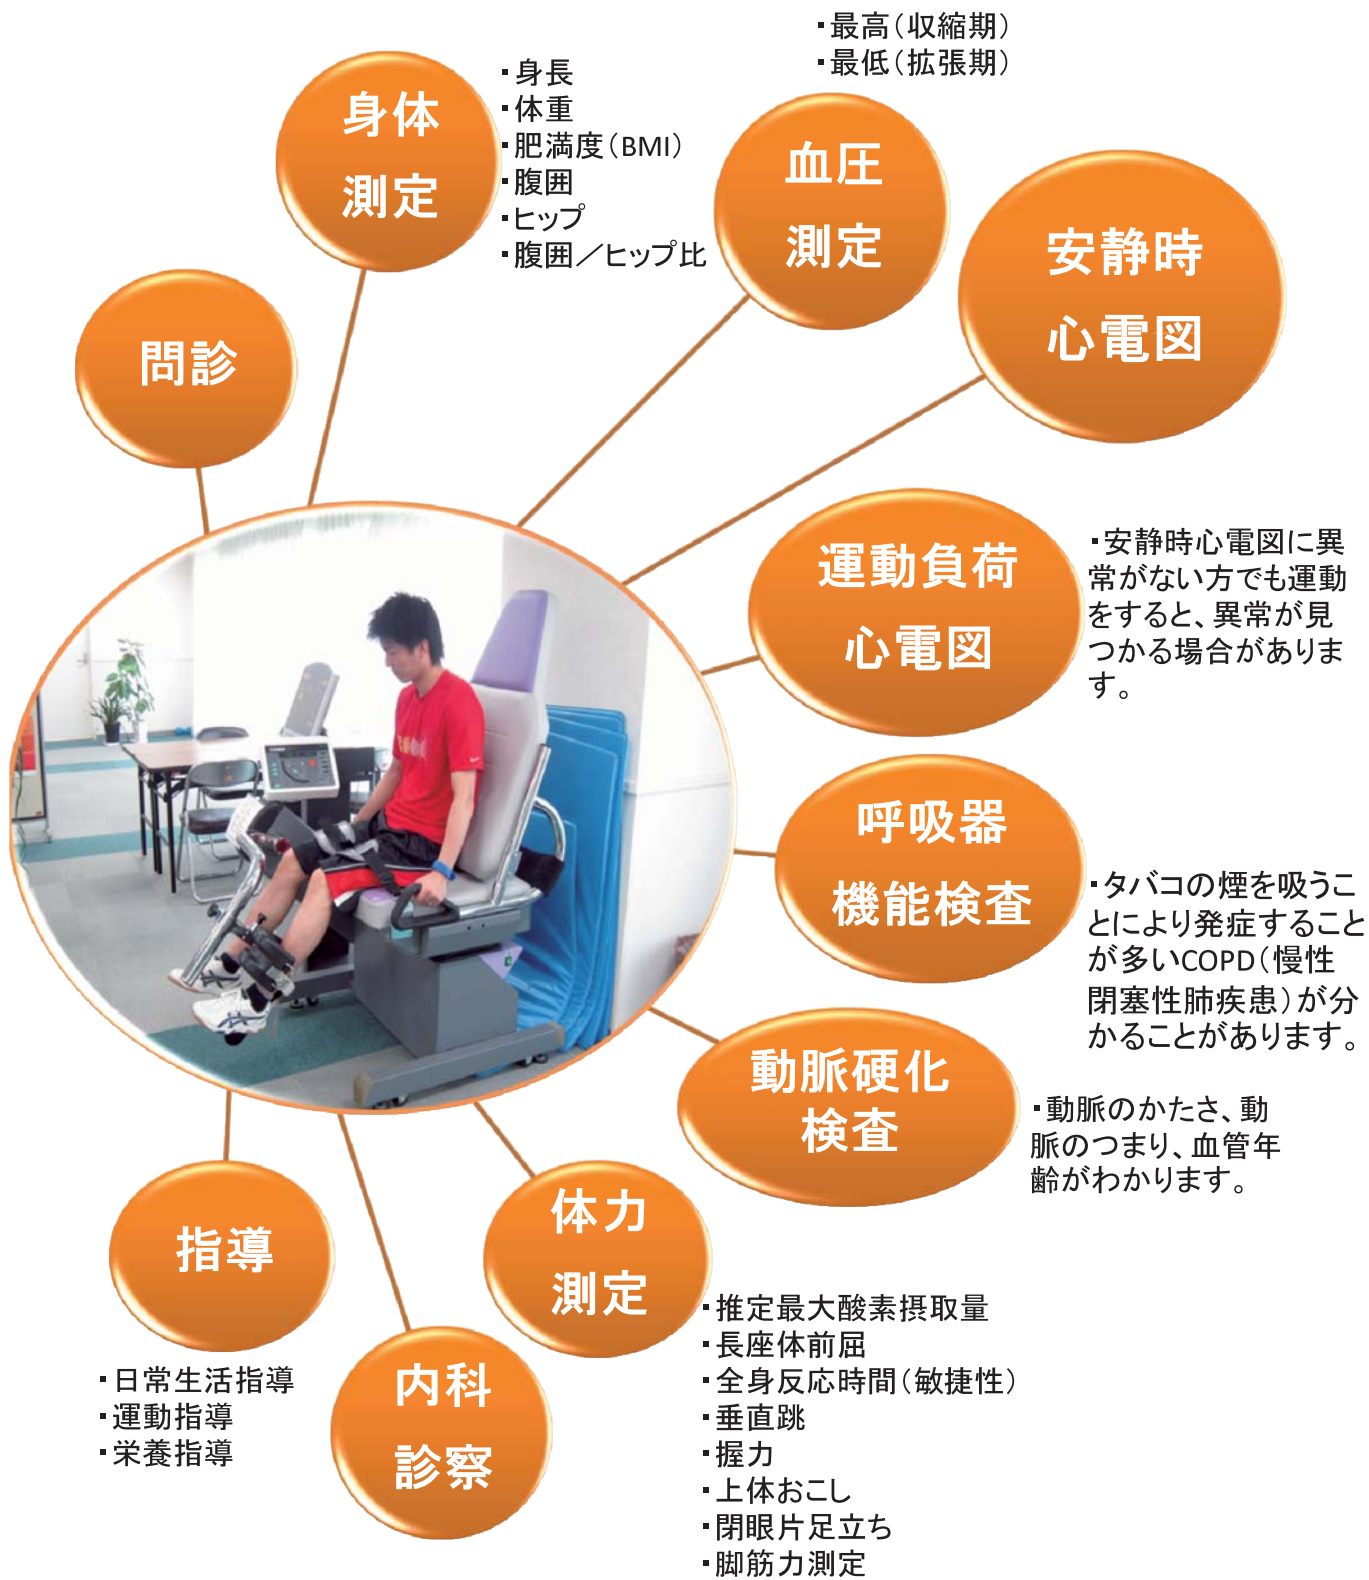 ・最高（収縮期）
・最低（拡張期）
身体
測定
・身長
・体重
・肥満度（BMI）
・腹囲
・ヒップ
・腹囲／ヒップ比
血圧
測定
安静時
心電図
問診
運動負荷
心電図
・安静時心電図に異
常がない方でも運動
をすると、異常が見
つかる場合がありま
す。
呼吸器
機能検査
・タバコの煙を吸うこ
とにより発症すること
が多いCOPD（慢性
閉塞性肺疾患）が分
かることがあります。
動脈硬化
検査
・動脈のかたさ、動
脈のつまり、血管年
齢がわかります。
体力
測定
・推定最大酸素摂取量
・長座体前屈
・全身反応時間（敏捷性）
・垂直跳
・握力
・上体おこし
・閉眼片足立ち
・脚筋力測定
内科
診察
指導
・日常生活指導
・運動指導
・栄養指導